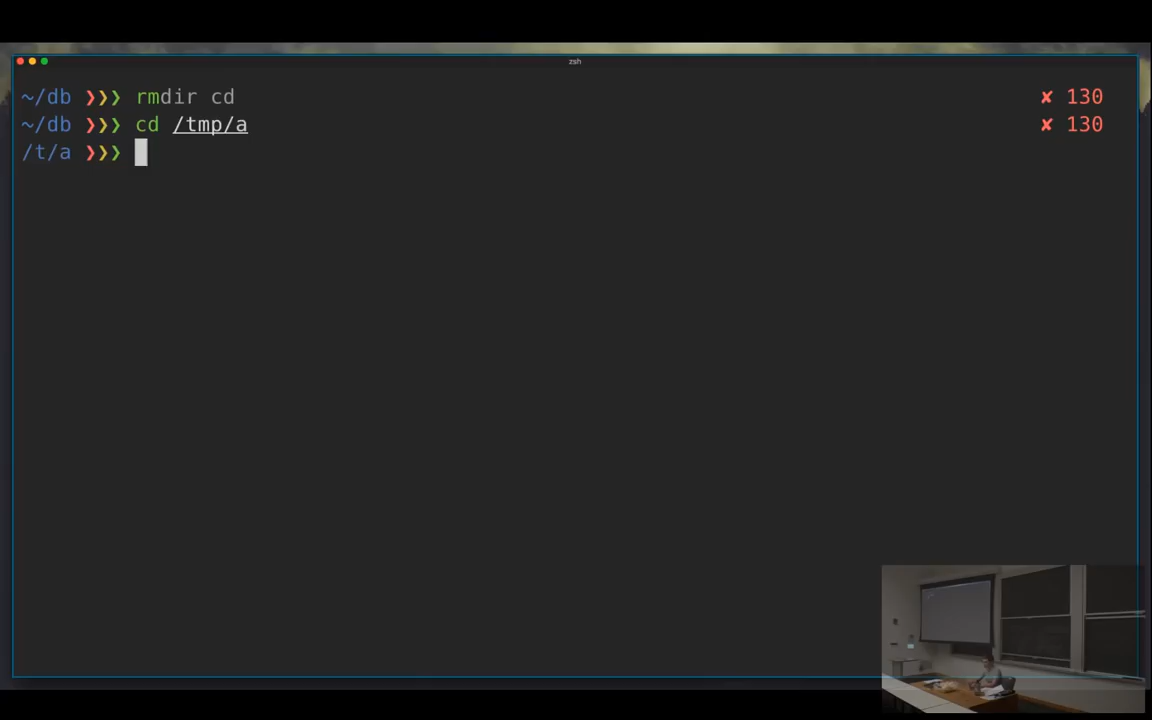 zsh
~/db ❯❯❯ rmdir cd ✘ 130
~/db ❯❯❯ cd /tmp/a ✘ 130
/t/a ❯❯❯